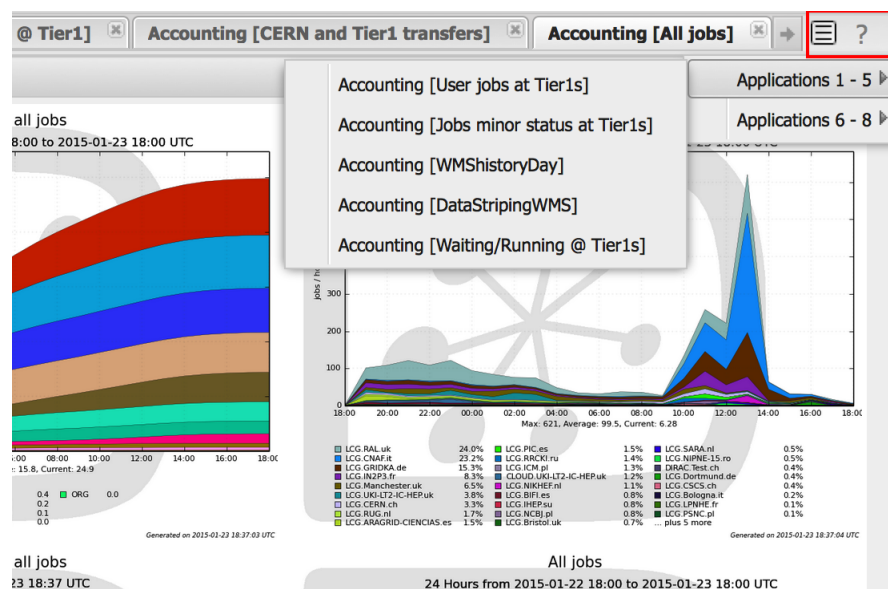 @ Tier1]
Accounting [CERN and Tier1 transfers]
Accounting [All jobs]
?
Applications 1 - 5
Applications 6 - 8
Accounting [User jobs at Tier1s]
Accounting [Jobs minor status at Tier1s]
Accounting [WMShistoryDay]
Accounting [DataStripingWMS]
Accounting [Waiting/Running @ Tier1s]
all jobs
8:00 to 2015-01-23 18:00 UTC
08:00 10:00 12:00 14:00 16:00 18:0
: 15.8, Current: 24.9
0.4 ORG 0.0
0.2
0.1
0.0
Generated on 2015-01-23 18:37:03 UTC
300
200
100
0
18:00 20:00 22:00 00:00 02:00 04:00 06:00 08:00 10:00 12:00 14:00 16:00 18:0
Max: 621, Average: 99.5, Current: 6.28
LCG.RAL.uk 24.0% LCG.PIC.es 1.5% LCG.SARA.nl 0.5%
LCG.CNAF.it 23.2% LCG.RRCKI.ru 1.4% LCG.NIPNE-15.ro 0.5%
LCG.GRIDKA.de 15.3% LCG.ICM.pl 1.3% DIRAC.Test.ch 0.4%
LCG.IN2P3.fr 8.3% CLOUD.UKI-LT2-IC-HEP.uk 1.2% LCG.Dortmund.de 0.4%
LCG.Manchester.uk 6.5% LCG.NIKHEF.nl 1.1% LCG.CSCS.ch 0.4%
LCG.UKI-LT2-IC-HEP.uk 3.8% LCG.BIFI.es 0.8% LCG.Bologna.it 0.2%
LCG.CERN.ch 3.3% LCG.IHEP.su 0.8% LCG.LPNHE.fr 0.1%
LCG.RUG.nl 1.7% LCG.NCBJ.pl 0.8% LCG.PSNC.pl 0.1%
LCG.ARAGRID-CIENCIAS.es 1.5% LCG.Bristol.uk 0.7% ... plus 5 more
Generated on 2015-01-23 18:37:04 UTC
all jobs
23 18:37 UTC
All jobs
24 Hours from 2015-01-22 18:00 to 2015-01-23 18:00 UTC